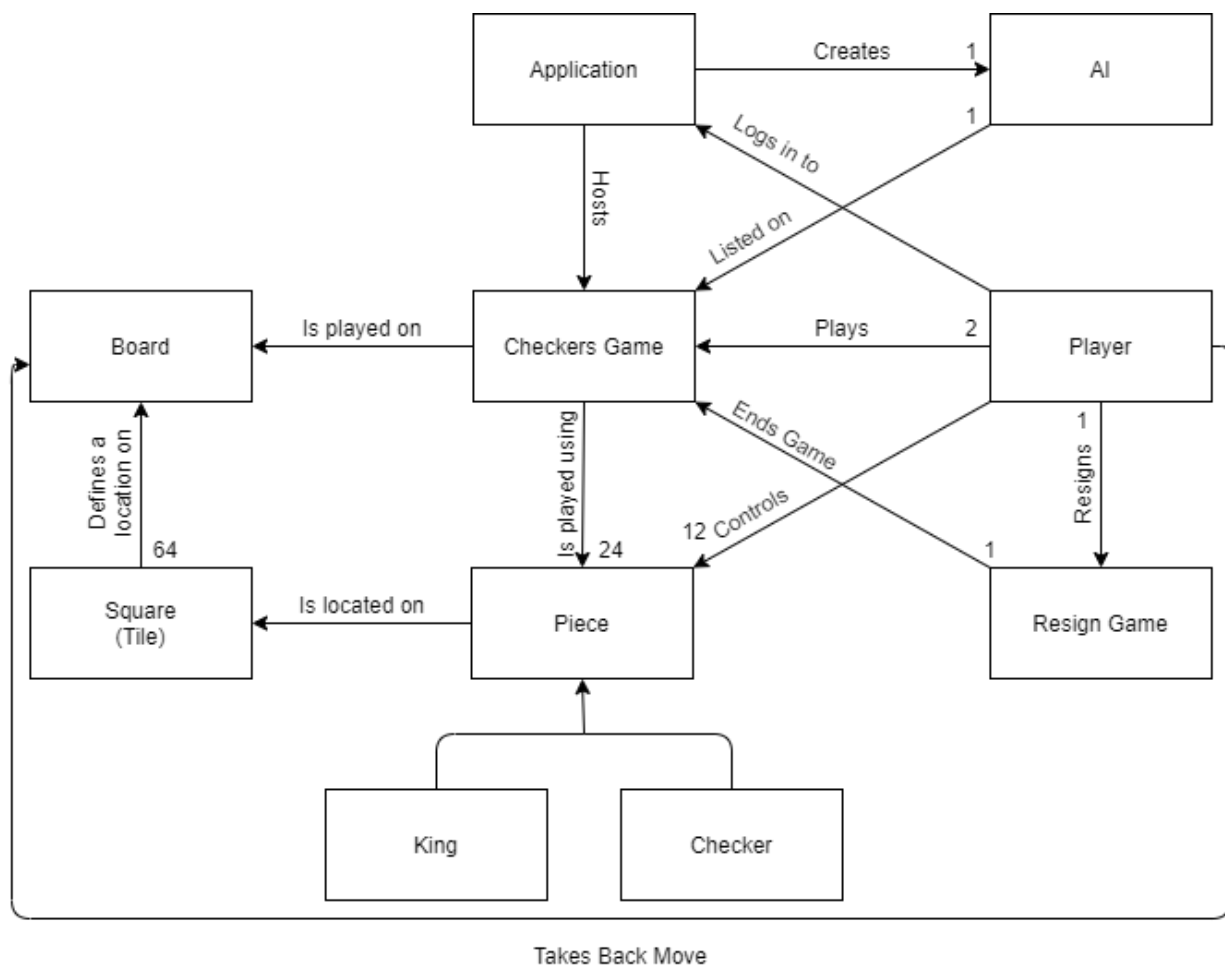 Application
Creates
1
AI
1
Logs in to
Hosts
Listed on
Board
Is played on
Checkers Game
Plays
2
Player
Defines a
location on
64
Is played using
24
Ends Game
12 Controls
1
Resigns
1
Square
(Tile)
Is located on
Piece
Resign Game
King
Checker
Takes Back Move